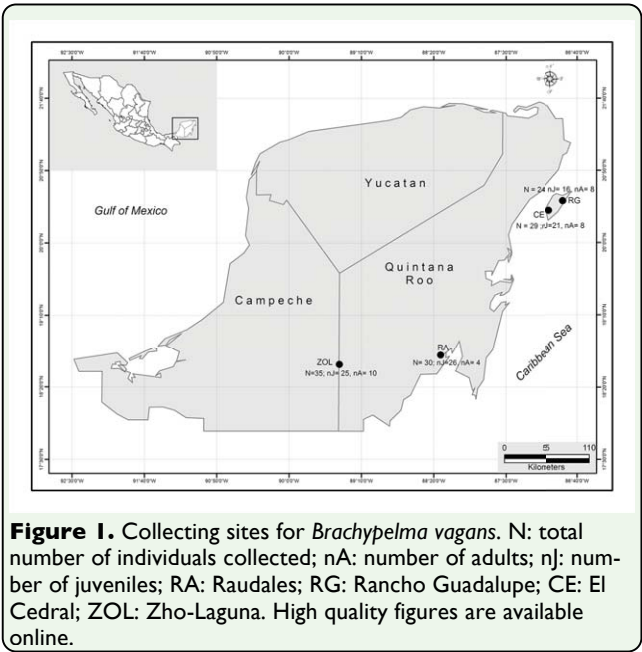 Gulf of Mexico
Yucatan
N = 24 nJ= 16, nA= 8
RG
CE
N = 29 ;nJ=21, nA= 8
Quintana
Roo
Campeche
Caribbean Sea
ZOL
N=35; nJ= 25, nA= 10
RA
N= 30; nJ=26, nA= 4
0 55 110
Kilometers
Figure 1. Collecting sites for Brachypelma vagans. N: total
number of individuals collected; nA: number of adults; nJ: num-
ber of juveniles; RA: Raudales; RG: Rancho Guadalupe; CE: El
Cedral; ZOL: Zho-Laguna. High quality figures are available
online.